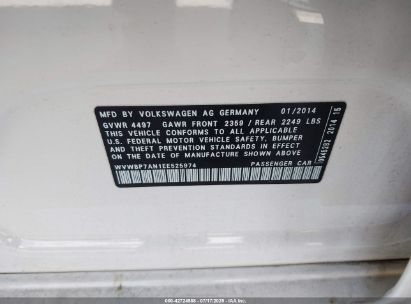 MFD BY VOLKSWAGEN AG GERMANY 01/2014
GVWR 4497 GAWR FRONT 2359 / REAR 2249 LBS
THIS VEHICLE CONFORMS TO ALL APPLICABLE
U.S. FEDERAL MOTOR VEHICLE SAFETY, BUMPER
AND THEFT PREVENTION STANDARDS IN EFFECT ON THE
DATE OF MANUFACTURE SHOWN ABOVE
WVWBP7AN1EE525974 PASSENGER CAR
2014 15